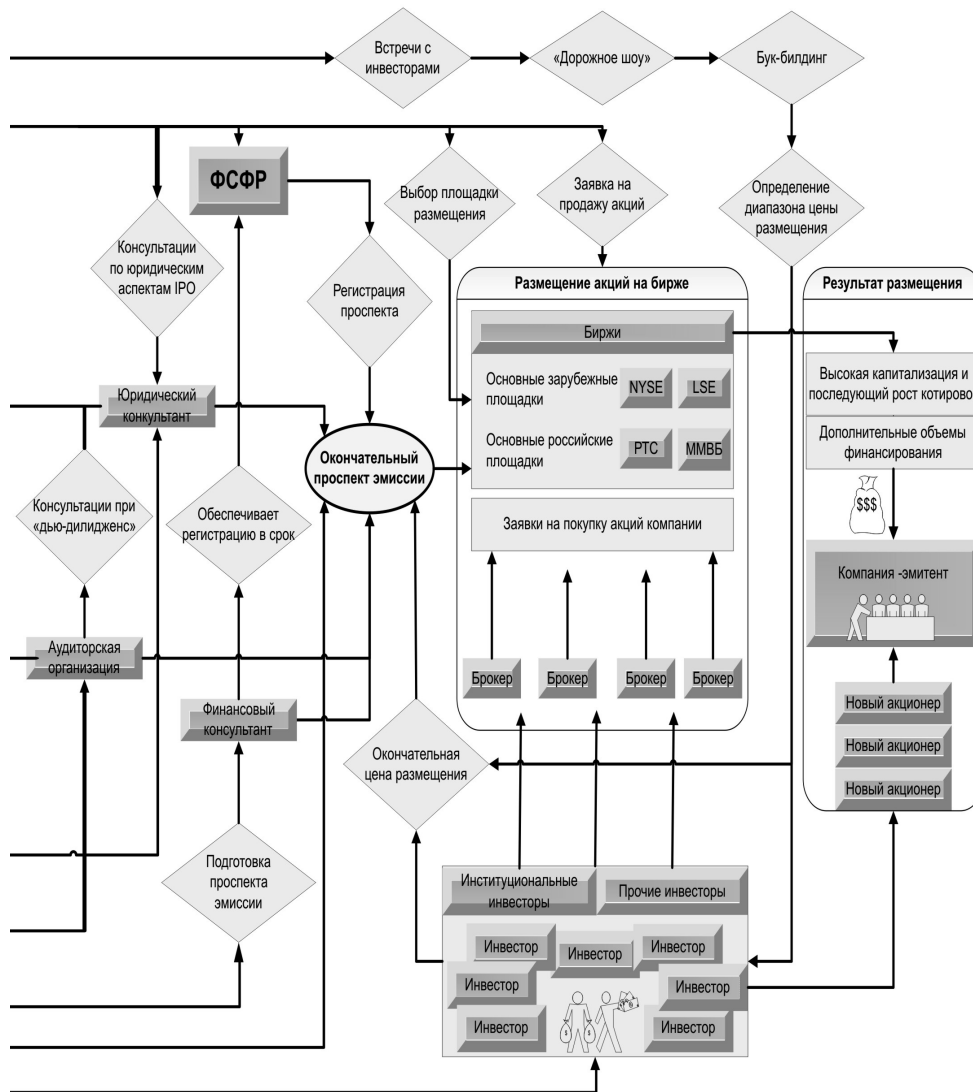 Встречи с
инвесторами
«Дорожное шоу»
Бук-билдинг
ФСФР
Выбор площадки
размещения
Заявка на
продажу акций
Определение
диапазона цены
размещения
Консультации
по юридическим
аспектам IPO
Регистрация
проспекта
Размещение акций на бирже
Результат размещения
Биржи
Основные зарубежные
площадки
NYSE
LSE
Основные российские
площадки
РТС
ММВБ
Высокая капитализация и
последующий рост котирово
Дополнительные объемы
финансирования
$$$
Юридический
конкультант
Окончательный
проспект эмиссии
Заявки на покупку акций компании
Консультации при
«дью-дилидженс»
Обеспечивает
регистрацию в срок
Компания -эмитент
Аудиторская
организация
Брокер
Брокер
Брокер
Брокер
Финансовый
консультант
Новый акционер
Новый акционер
Новый акционер
Окончательная
цена размещения
Подготовка
проспекта
эмиссии
Институциональные
инвесторы
Прочие инвесторы
Инвестор
Инвестор
Инвестор
Инвестор
Инвестор
Инвестор
Инвестор
$
$